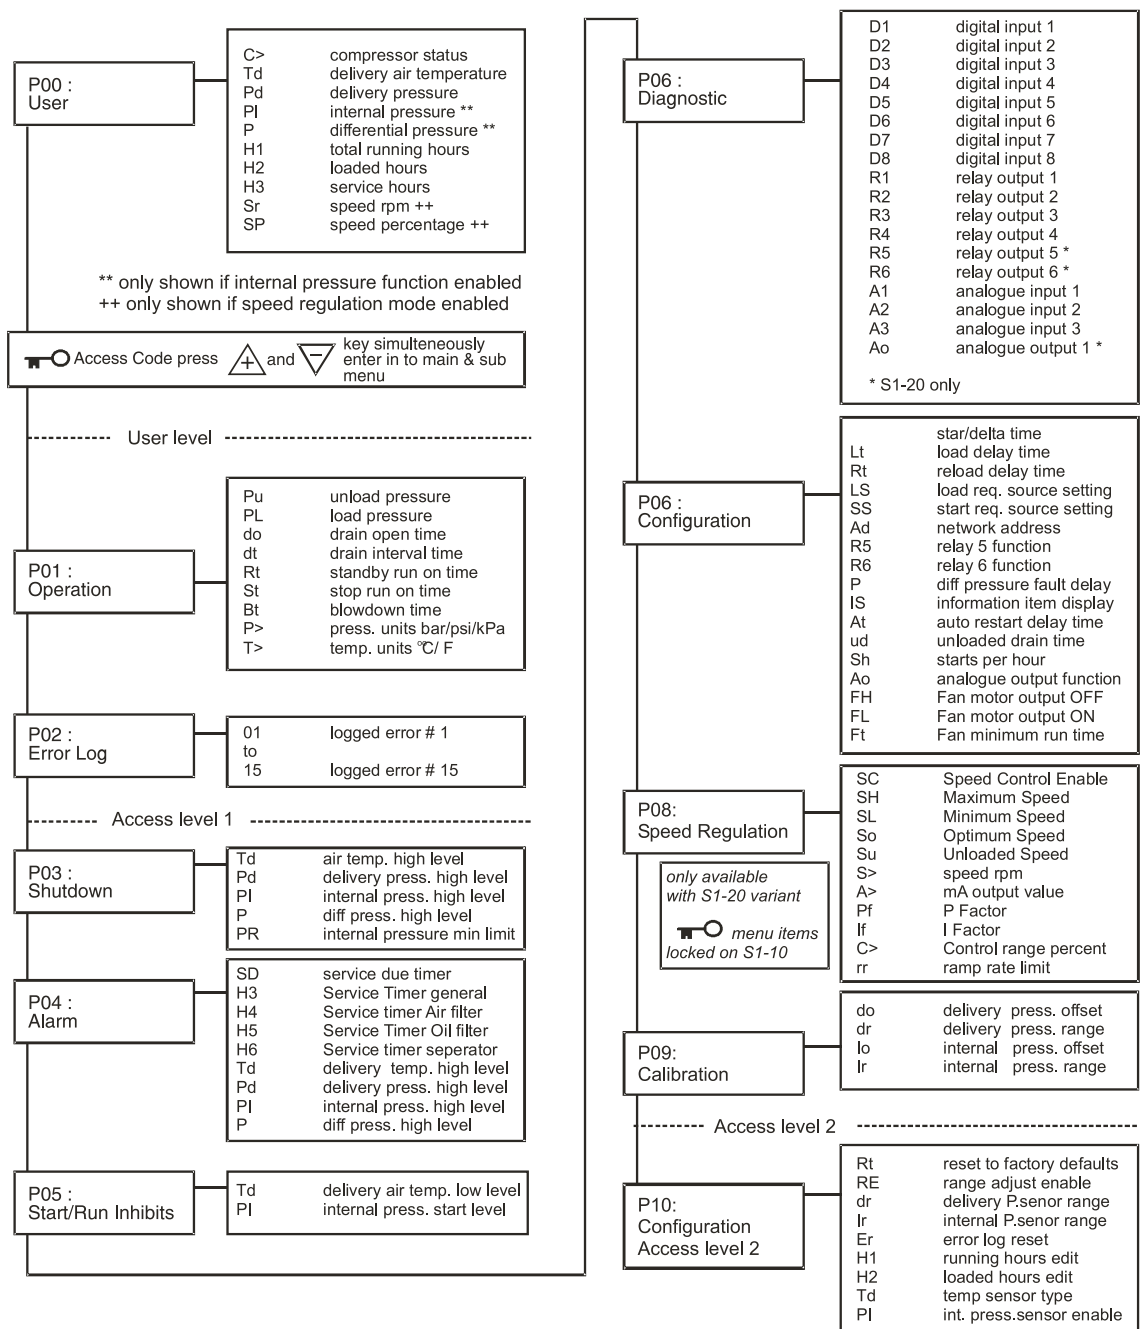 P00 :
User
C> compressor status
Td delivery air temperature
Pd delivery pressure
PI internal pressure **
P differential pressure **
H1 total running hours
H2 loaded hours
H3 service hours
Sr speed rpm ++
SP speed percentage ++
** only shown if internal pressure function enabled
++ only shown if speed regulation mode enabled
Access Code press + and − key simulteneously
enter in to main & sub
menu
User level
P01 :
Operation
Pu unload pressure
PL load pressure
do drain open time
dt drain interval time
Rt standby run on time
St stop run on time
Bt blowdown time
P> press. units bar/psi/kPa
T> temp. units °C/ F
P02 :
Error Log
01 logged error # 1
to
15 logged error # 15
Access level 1
P03 :
Shutdown
Td air temp. high level
Pd delivery press. high level
PI internal press. high level
P diff press. high level
PR internal pressure min limit
P04 :
Alarm
SD service due timer
H3 Service Timer general
H4 Service timer Air filter
H5 Service Timer Oil filter
H6 Service timer seperator
Td delivery temp. high level
Pd delivery press. high level
PI internal press. high level
P diff press. high level
P05 :
Start/Run Inhibits
Td delivery air temp. low level
PI internal press. start level
P06 :
Diagnostic
D1 digital input 1
D2 digital input 2
D3 digital input 3
D4 digital input 4
D5 digital input 5
D6 digital input 6
D7 digital input 7
D8 digital input 8
R1 relay output 1
R2 relay output 2
R3 relay output 3
R4 relay output 4
R5 relay output 5 *
R6 relay output 6 *
A1 analogue input 1
A2 analogue input 2
A3 analogue input 3
Ao analogue output 1 *
* S1-20 only
P06 :
Configuration
star/delta time
Lt load delay time
Rt reload delay time
LS load req. source setting
SS start req. source setting
Ad network address
R5 relay 5 function
R6 relay 6 function
P diff pressure fault delay
IS information item display
At auto restart delay time
ud unloaded drain time
Sh starts per hour
Ao analogue output function
FH Fan motor output OFF
FL Fan motor output ON
Ft Fan minimum run time
P08:
Speed Regulation
only available
with S1-20 variant
menu items
locked on S1-10
SC Speed Control Enable
SH Maximum Speed
SL Minimum Speed
So Optimum Speed
Su Unloaded Speed
S> speed rpm
A> mA output value
Pf P Factor
If I Factor
C> Control range percent
rr ramp rate limit
P09:
Calibration
do delivery press. offset
dr delivery press. range
Io internal press. offset
Ir internal press. range
Access level 2
P10:
Configuration
Access level 2
Rt reset to factory defaults
RE range adjust enable
dr delivery P.senor range
Ir internal P.senor range
Er error log reset
H1 running hours edit
H2 loaded hours edit
Td temp sensor type
PI int. press.sensor enable